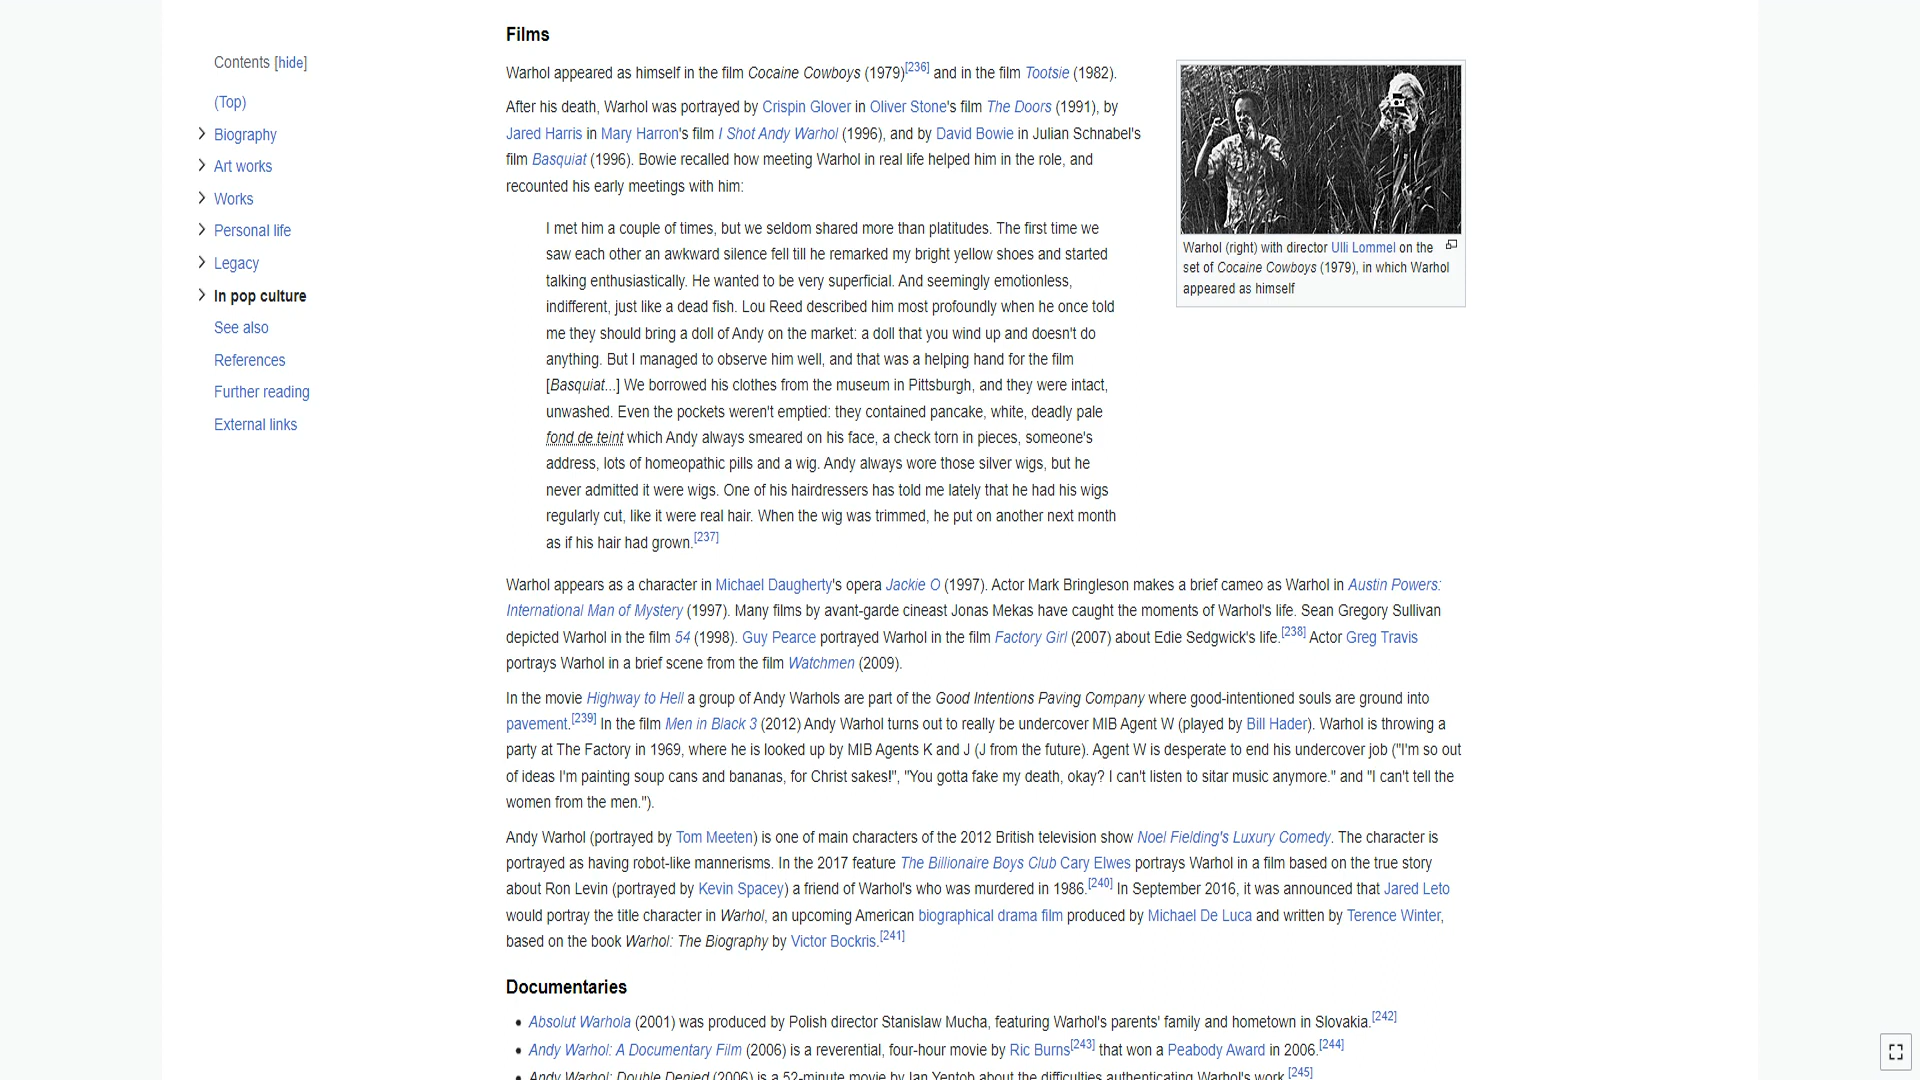 Contents [hide]
(Top)
Biography
Art works
Works
Personal life
Legacy
In pop culture
See also
References
Further reading
External links
Films
Warhol appeared as himself in the film Cocaine Cowboys (1979)[236] and in the film Tootsie (1982).
After his death, Warhol was portrayed by Crispin Glover in Oliver Stone's film The Doors (1991), by
Jared Harris in Mary Harron's film I Shot Andy Warhol (1996), and by David Bowie in Julian Schnabel's
film Basquiat (1996). Bowie recalled how meeting Warhol in real life helped him in the role, and
recounted his early meetings with him:
I met him a couple of times, but we seldom shared more than platitudes. The first time we
saw each other an awkward silence fell till he remarked my bright yellow shoes and started
talking enthusiastically. He wanted to be very superficial. And seemingly emotionless,
indifferent, just like a dead fish. Lou Reed described him most profoundly when he once told
me they should bring a doll of Andy on the market: a doll that you wind up and doesn't do
anything. But I managed to observe him well, and that was a helping hand for the film
[Basquiat...] We borrowed his clothes from the museum in Pittsburgh, and they were intact,
unwashed. Even the pockets weren't emptied: they contained pancake, white, deadly pale
fond de teint which Andy always smeared on his face, a check torn in pieces, someone's
address, lots of homeopathic pills and a wig. Andy always wore those silver wigs, but he
never admitted it were wigs. One of his hairdressers has told me lately that he had his wigs
regularly cut, like it were real hair. When the wig was trimmed, he put on another next month
as if his hair had grown.[237]
Warhol (right) with director Ulli Lommel on the
set of Cocaine Cowboys (1979), in which Warhol
appeared as himself
Warhol appears as a character in Michael Daugherty's opera Jackie O (1997). Actor Mark Bringleson makes a brief cameo as Warhol in Austin Powers:
International Man of Mystery (1997). Many films by avant-garde cineast Jonas Mekas have caught the moments of Warhol's life. Sean Gregory Sullivan
depicted Warhol in the film 54 (1998). Guy Pearce portrayed Warhol in the film Factory Girl (2007) about Edie Sedgwick's life.[238] Actor Greg Travis
portrays Warhol in a brief scene from the film Watchmen (2009).
In the movie Highway to Hell a group of Andy Warhols are part of the Good Intentions Paving Company where good-intentioned souls are ground into
pavement.[239] In the film Men in Black 3 (2012) Andy Warhol turns out to really be undercover MIB Agent W (played by Bill Hader). Warhol is throwing a
party at The Factory in 1969, where he is looked up by MIB Agents K and J (J from the future). Agent W is desperate to end his undercover job ("I'm so out
of ideas I'm painting soup cans and bananas, for Christ sakes!", "You gotta fake my death, okay? I can't listen to sitar music anymore." and "I can't tell the
women from the men.").
Andy Warhol (portrayed by Tom Meeten) is one of main characters of the 2012 British television show Noel Fielding's Luxury Comedy. The character is
portrayed as having robot-like mannerisms. In the 2017 feature The Billionaire Boys Club Cary Elwes portrays Warhol in a film based on the true story
about Ron Levin (portrayed by Kevin Spacey) a friend of Warhol's who was murdered in 1986.[240] In September 2016, it was announced that Jared Leto
would portray the title character in Warhol, an upcoming American biographical drama film produced by Michael De Luca and written by Terence Winter,
based on the book Warhol: The Biography by Victor Bockris.[241]
Documentaries
• Absolut Warhola (2001) was produced by Polish director Stanislaw Mucha, featuring Warhol's parents' family and hometown in Slovakia.[242]
• Andy Warhol: A Documentary Film (2006) is a reverential, four-hour movie by Ric Burns[243] that won a Peabody Award in 2006.[244]
• Andy Warhol: Double Denied (2006) is a 52-minute movie by Ian Yentob about the difficulties authenticating Warhol's work.[245]